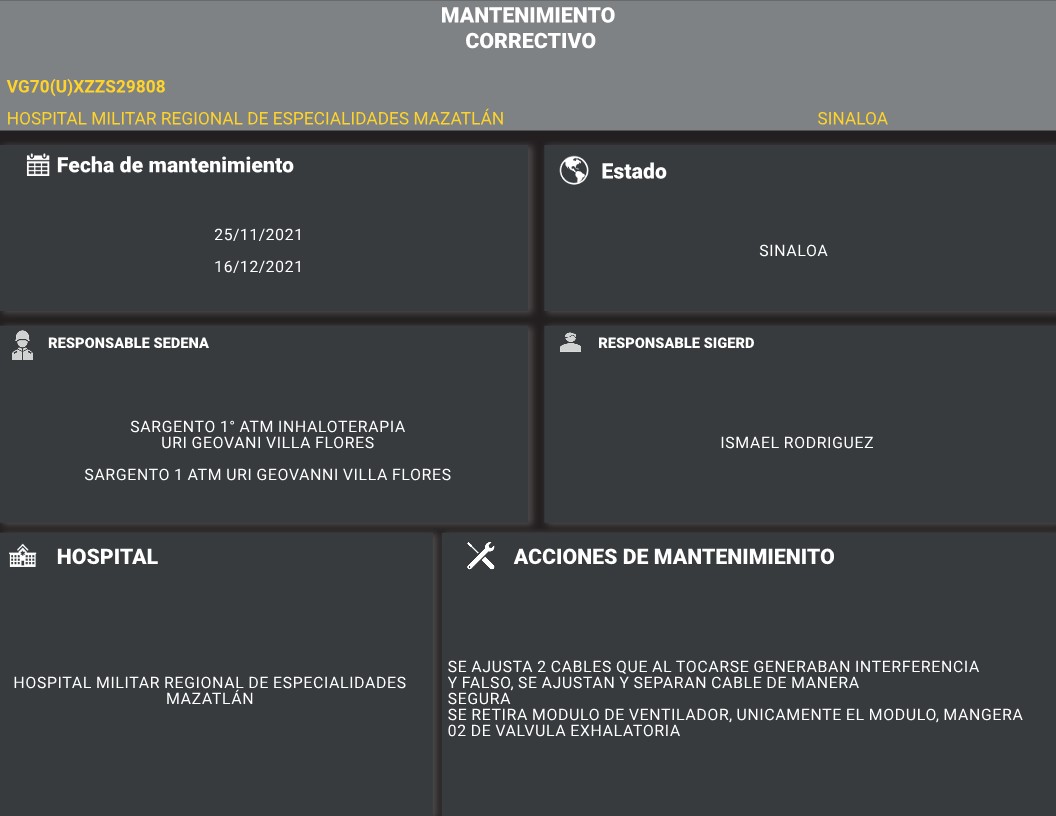 MANTENIMIENTO
CORRECTIVO
VG70(U)XZZS29808
HOSPITAL MILITAR REGIONAL DE ESPECIALIDADES MAZATLÁN
SINALOA
Fecha de mantenimiento
25/11/2021
16/12/2021
Estado
SINALOA
RESPONSABLE SEDENA
SARGENTO 1° ATM INHALOTERAPIA
URI GEOVANI VILLA FLORES
SARGENTO 1 ATM URI GEOVANNI VILLA FLORES
RESPONSABLE SIGERD
ISMAEL RODRIGUEZ
HOSPITAL
HOSPITAL MILITAR REGIONAL DE ESPECIALIDADES
MAZATLÁN
ACCIONES DE MANTENIMIENITO
SE AJUSTA 2 CABLES QUE AL TOCARSE GENERABAN INTERFERENCIA
Y FALSO, SE AJUSTAN Y SEPARAN CABLE DE MANERA
SEGURA
SE RETIRA MODULO DE VENTILADOR, UNICAMENTE EL MODULO, MANGERA
02 DE VALVULA EXHALATORIA